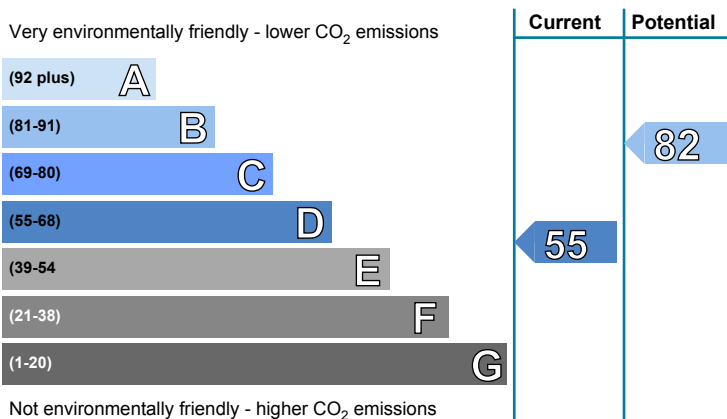 Very environmentally friendly - lower CO2 emissions
Current
Potential
(92 plus) A
(81-91) B
(69-80) C
(55-68) D
(39-54 E
(21-38) F
(1-20) G
82
55
Not environmentally friendly - higher CO2 emissions